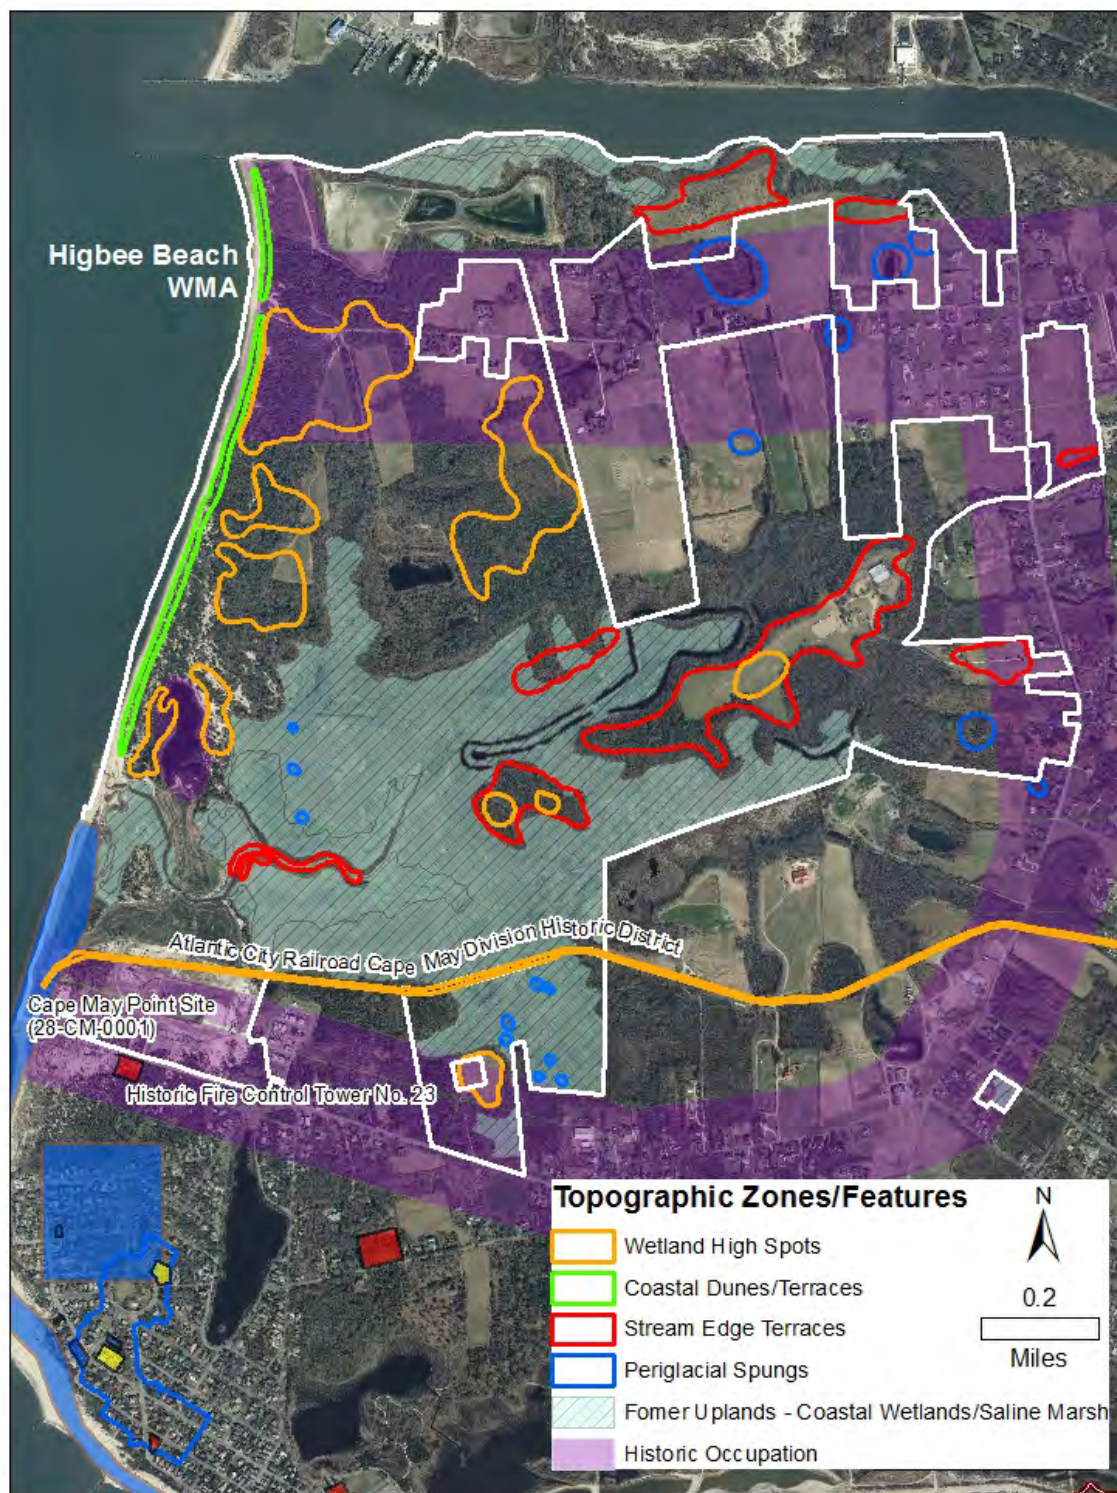 Higbee Beach
WMA
Atlantic City Railroad Cape May Division Historic District
Cape May Point Site
(28-CM-0001)
Historic Fire Control Tower No. 23
Topographic Zones/Features
Wetland High Spots
Coastal Dunes/Terraces
Stream Edge Terraces
Periglacial Spungs
Fomer Uplands - Coastal Wetlands/Saline Marsh
Historic Occupation
N
0.2
Miles